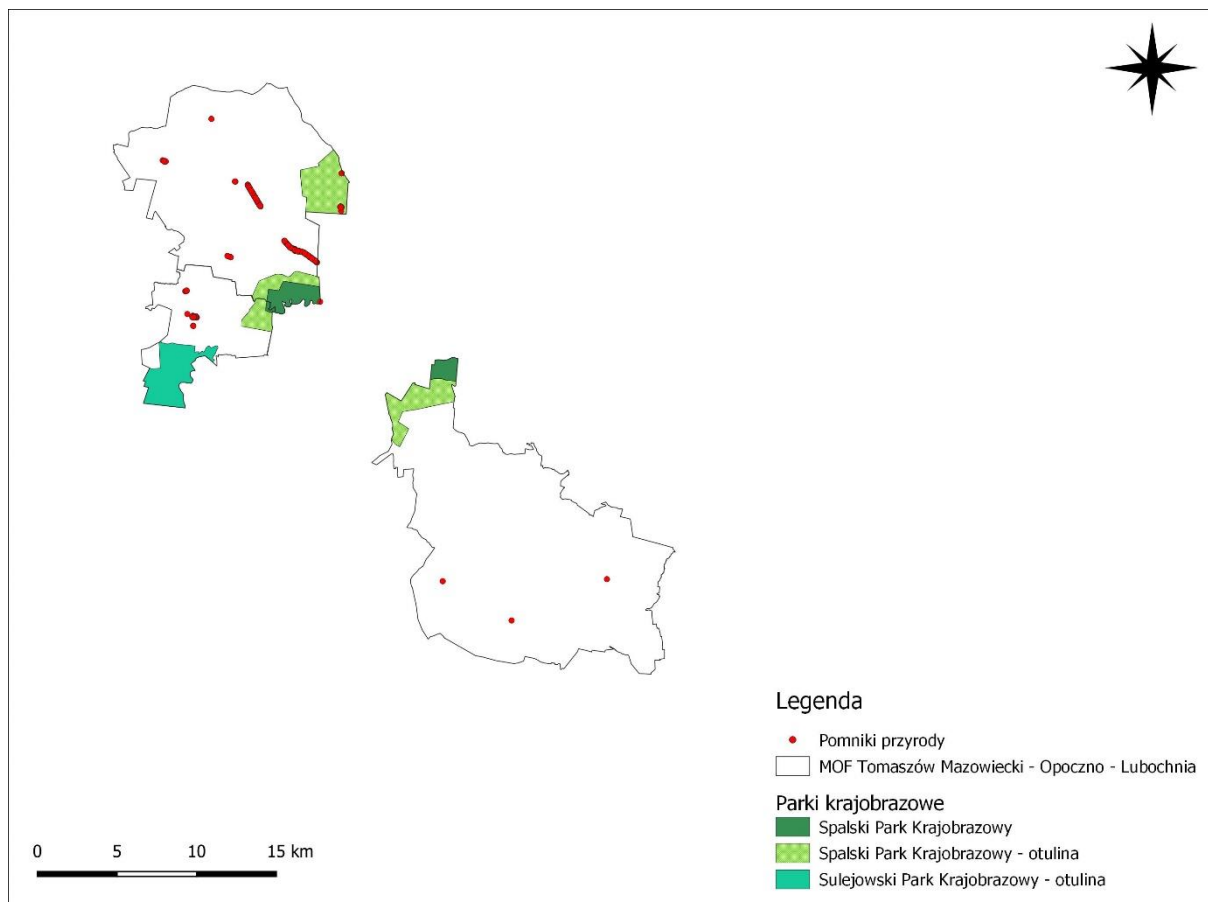 Legenda
Pomniki przyrody
MOF Tomaszów Mazowiecki - Opoczno - Lubochnia
Parki krajobrazowe
Spalski Park Krajobrazowy
Spalski Park Krajobrazowy - otulina
Sulejowski Park Krajobrazowy - otulina
0 5 10 15 km